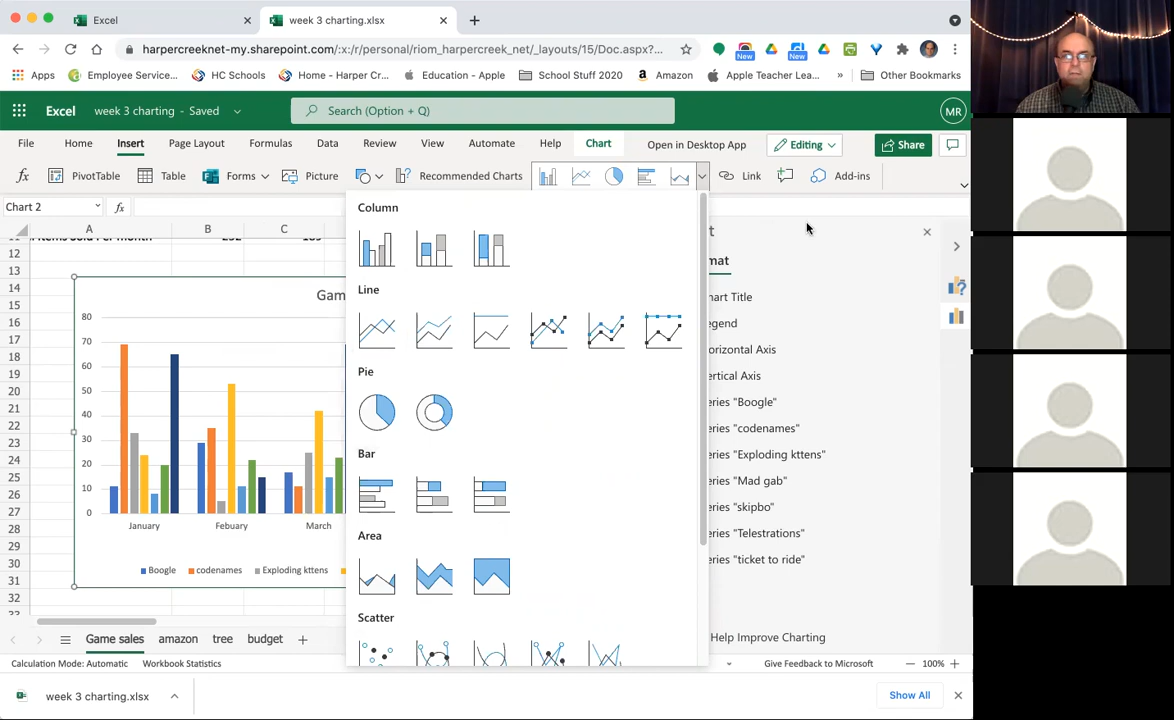 Excel
week 3 charting.xlsx
harpercreeknet-my.sharepoint.com/:x:/r/personal/riom_harpercreek_net/_layouts/15/Doc.aspx?...
New
New
Apps
Employee Service...
HC Schools
Home - Harper Cr...
Education - Apple
School Stuff 2020
Amazon
Apple Teacher Lea...
»
Other Bookmarks
Excel
week 3 charting - Saved
Search (Option + Q)
MR
File
Home
Insert
Page Layout
Formulas
Data
Review
View
Automate
Help
Chart
Open in Desktop App
Editing
Share
fx
PivotTable
Table
Forms
Picture
Recommended Charts
Link
Add-ins
Chart 2
fx
A
B
C
12
13
14
15
16
17
18
19
20
21
22
23
24
25
26
27
28
29
30
31
32
Gam
80
70
60
50
40
30
20
10
0
January
Febuary
March
Boogle
codenames
Exploding kttens
Column
Line
Pie
Bar
Area
Scatter
rt
mat
hart Title
egend
orizontal Axis
ertical Axis
eries "Boogle"
eries "codenames"
eries "Exploding kttens"
eries "Mad gab"
eries "skipbo"
eries "Telestrations"
eries "ticket to ride"
Help Improve Charting
Game sales
amazon
tree
budget
Calculation Mode: Automatic
Workbook Statistics
Give Feedback to Microsoft
100%
week 3 charting.xlsx
Show All